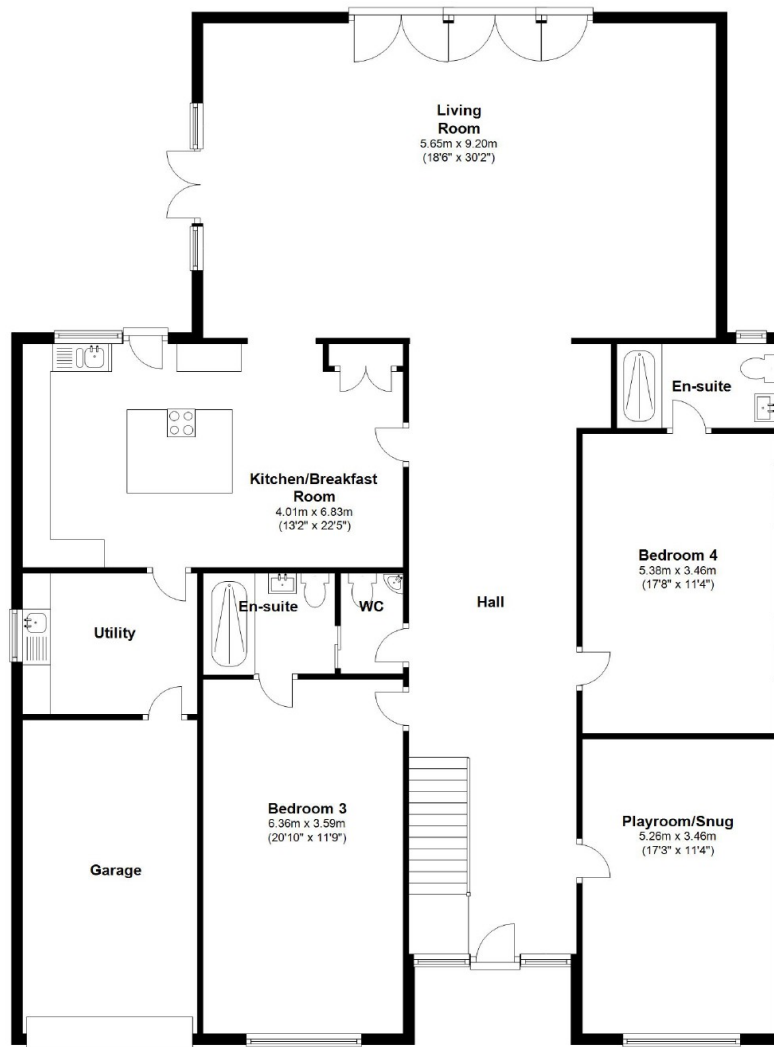 Living
Room
5.65m x 9.20m
(18'6" x 30'2")
En-suite
Kitchen/Breakfast
Room
4.01m x 6.83m
(13'2" x 22'5")
Bedroom 4
5.38m x 3.46m
(17'8" x 11'4")
Utility
En-suite
WC
Hall
Bedroom 3
6.36m x 3.59m
(20'10" x 11'9")
Playroom/Snug
5.26m x 3.46m
(17'3" x 11'4")
Garage